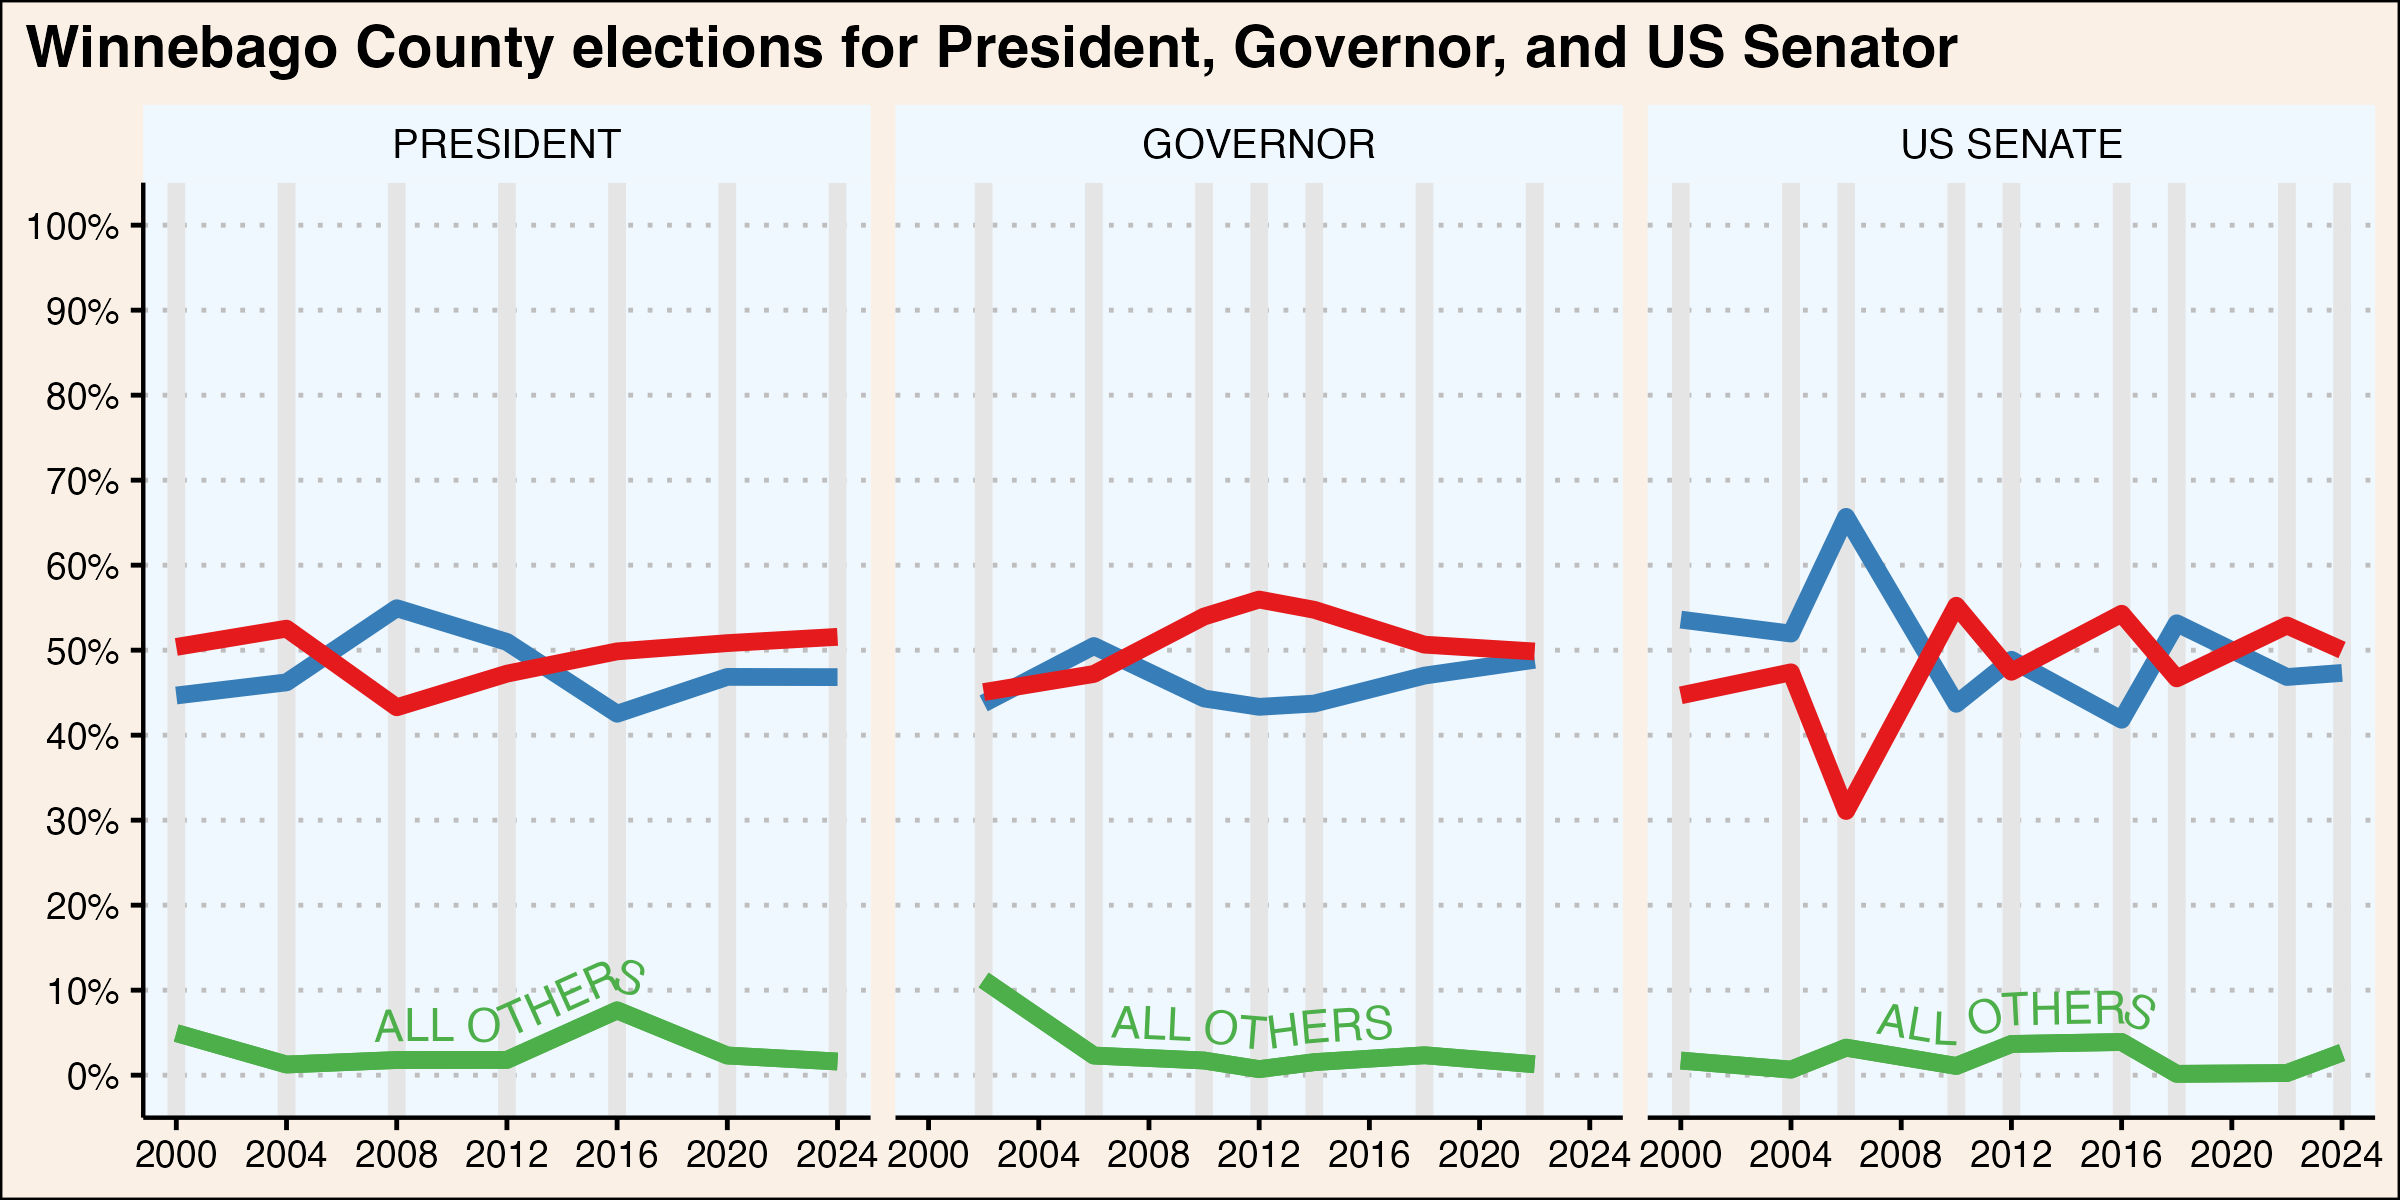 Winnebago County elections for President, Governor, and US Senator
PRESIDENT
GOVERNOR
US SENATE
100%
90%
80%
70%
60%
50%
40%
30%
20%
10%
0%
ALL OTHERS
ALL OTHERS
ALL OTHERS
2000 2004 2008 2012 2016 2020 2024
2000 2004 2008 2012 2016 2020 2024
2000 2004 2008 2012 2016 2020 2024